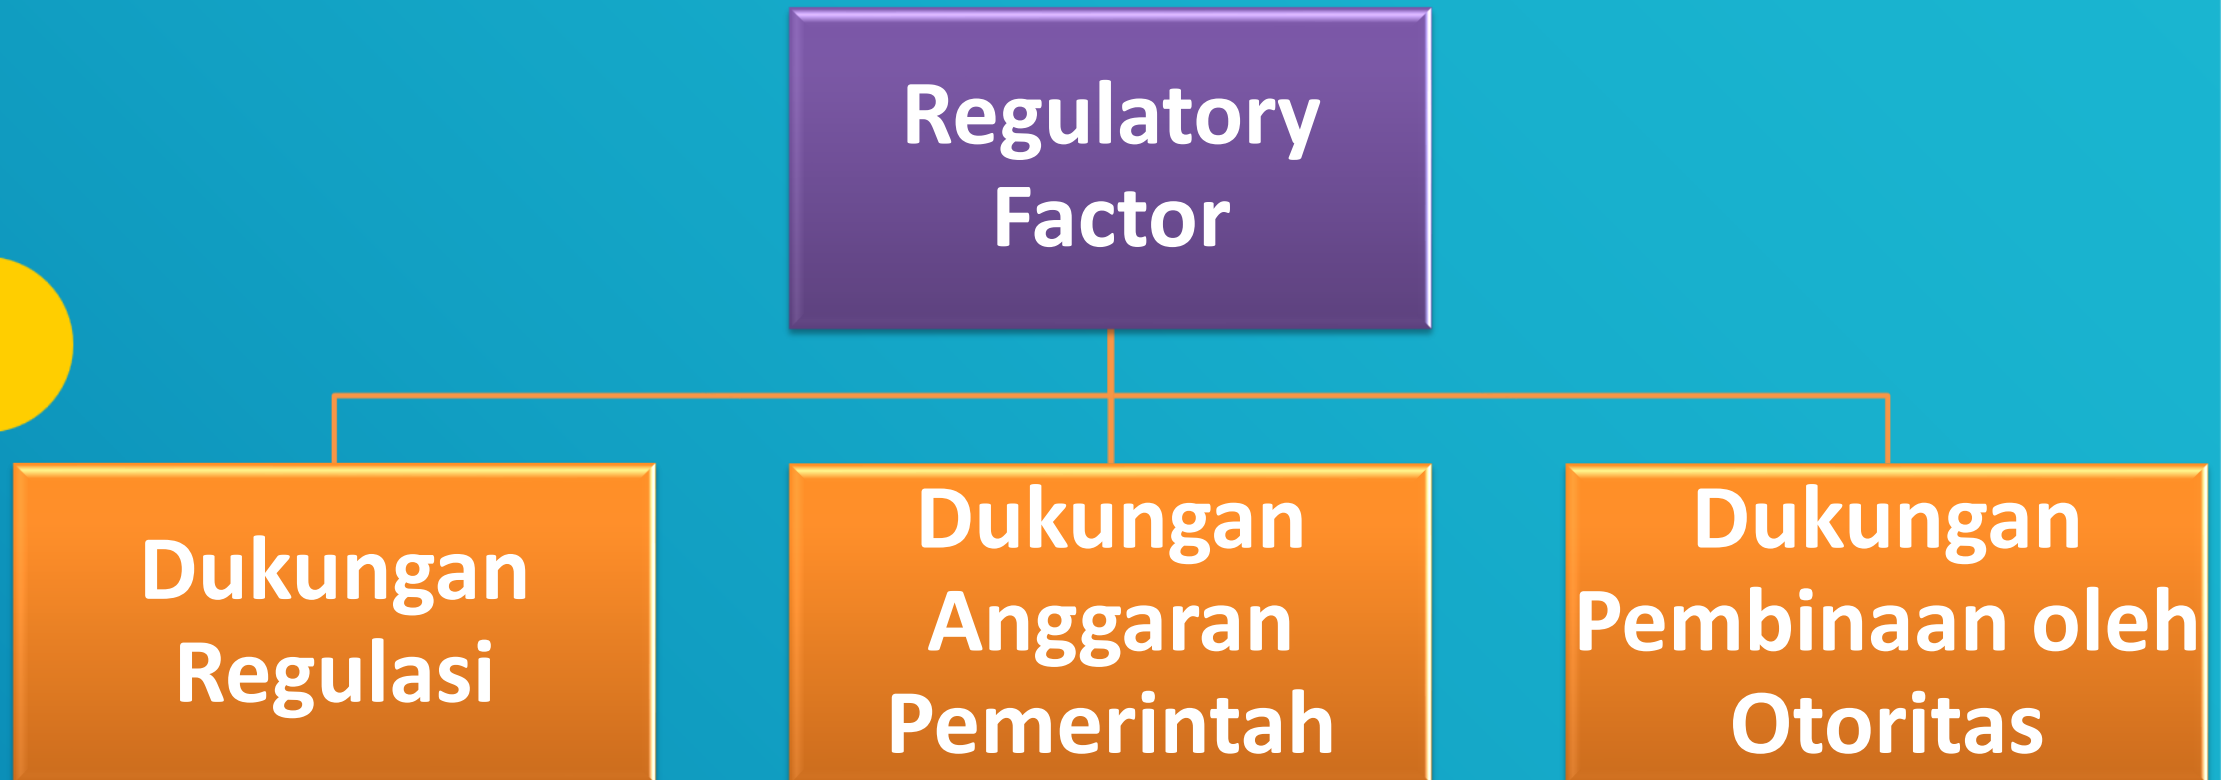 Regulatory
Factor
Dukungan
Regulasi
Dukungan
Anggaran
Pemerintah
Dukungan
Pembinaan oleh
Otoritas